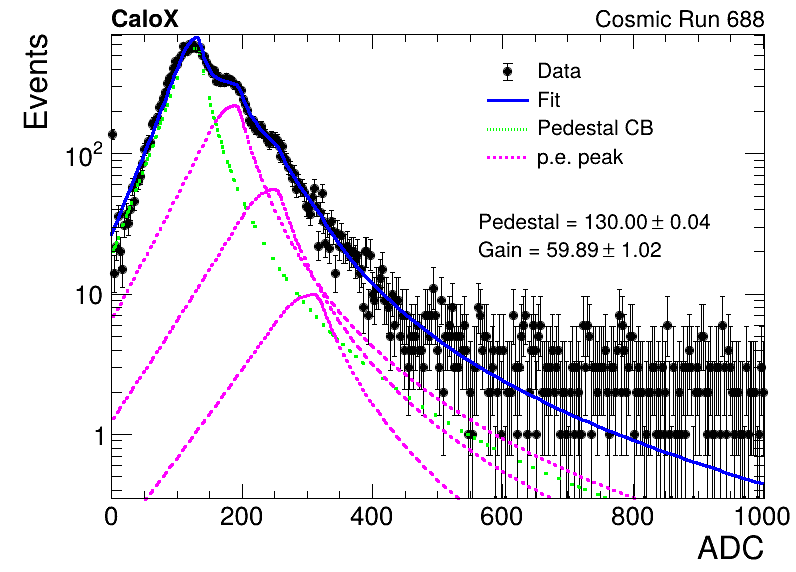 CaloX
Cosmic Run 688
Events
10²
10
1
Data
Fit
Pedestal CB
p.e. peak
Pedestal = 130.00 ± 0.04
Gain = 59.89 ± 1.02
0 200 400 600 800 1000
ADC